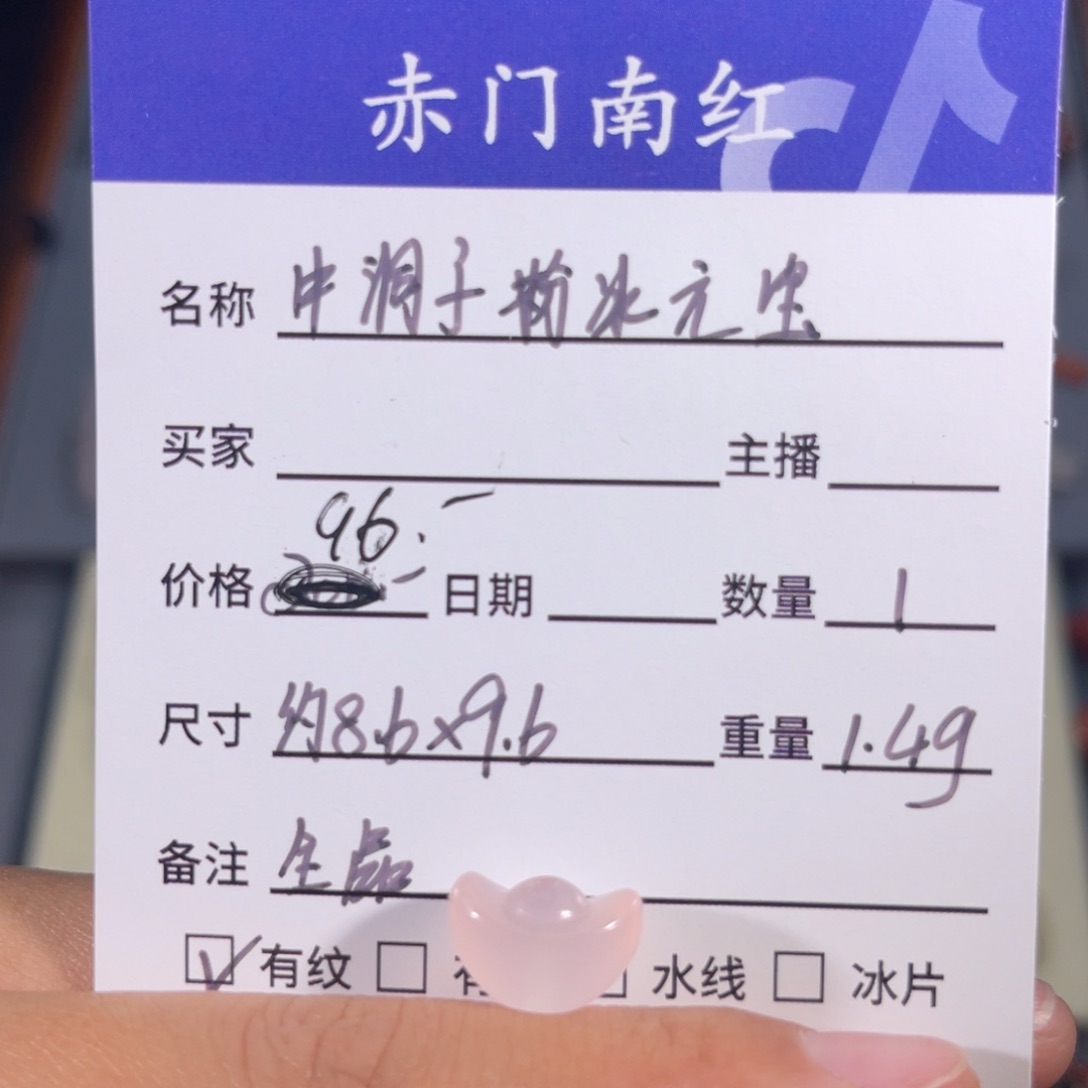 赤门南红
名称 中洞子粉冰元宝
买家 主播
96.-
价格 日期 数量 1
尺寸 约8.6x9.6 重量 1.4g
备注 全品
有纹 水线 冰片